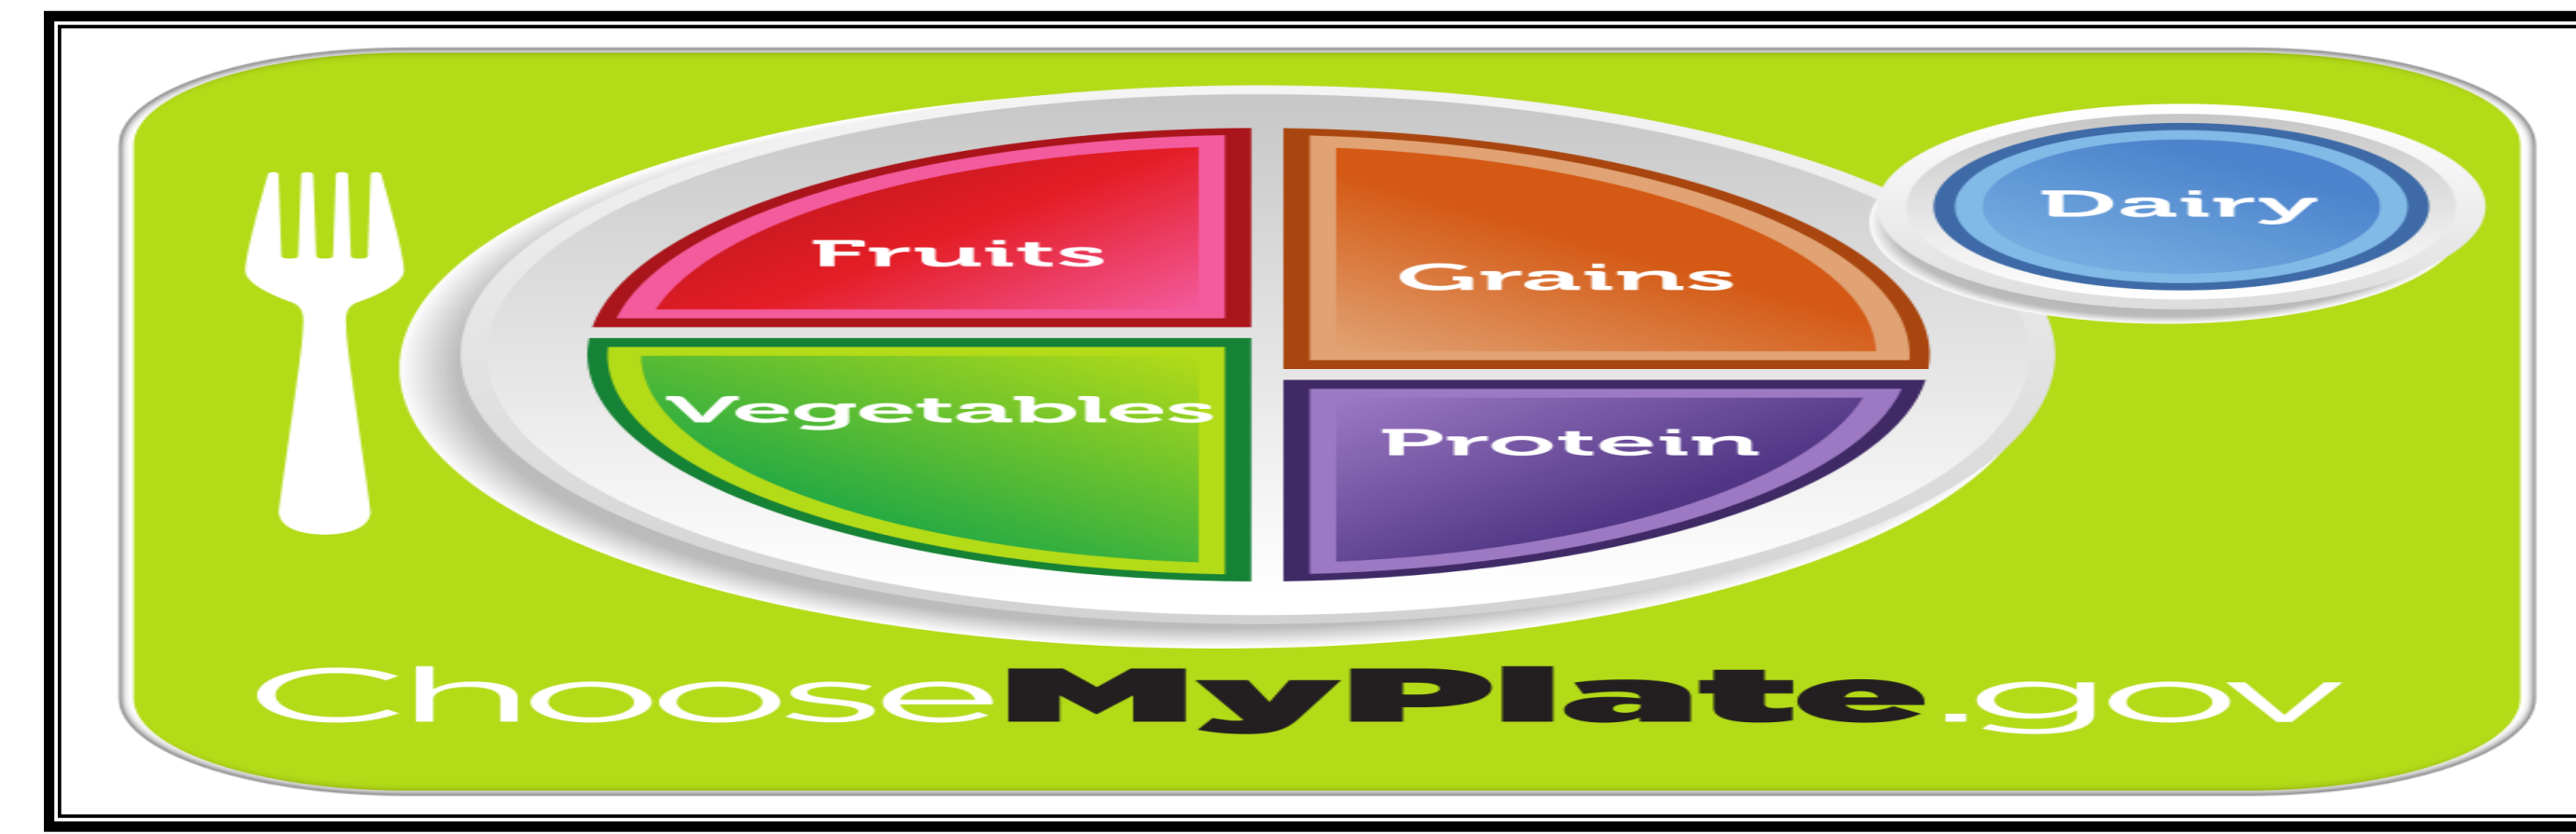 Fruits
Grains
Dairy
Vegetables
Protein
ChooseMyPlate.gov